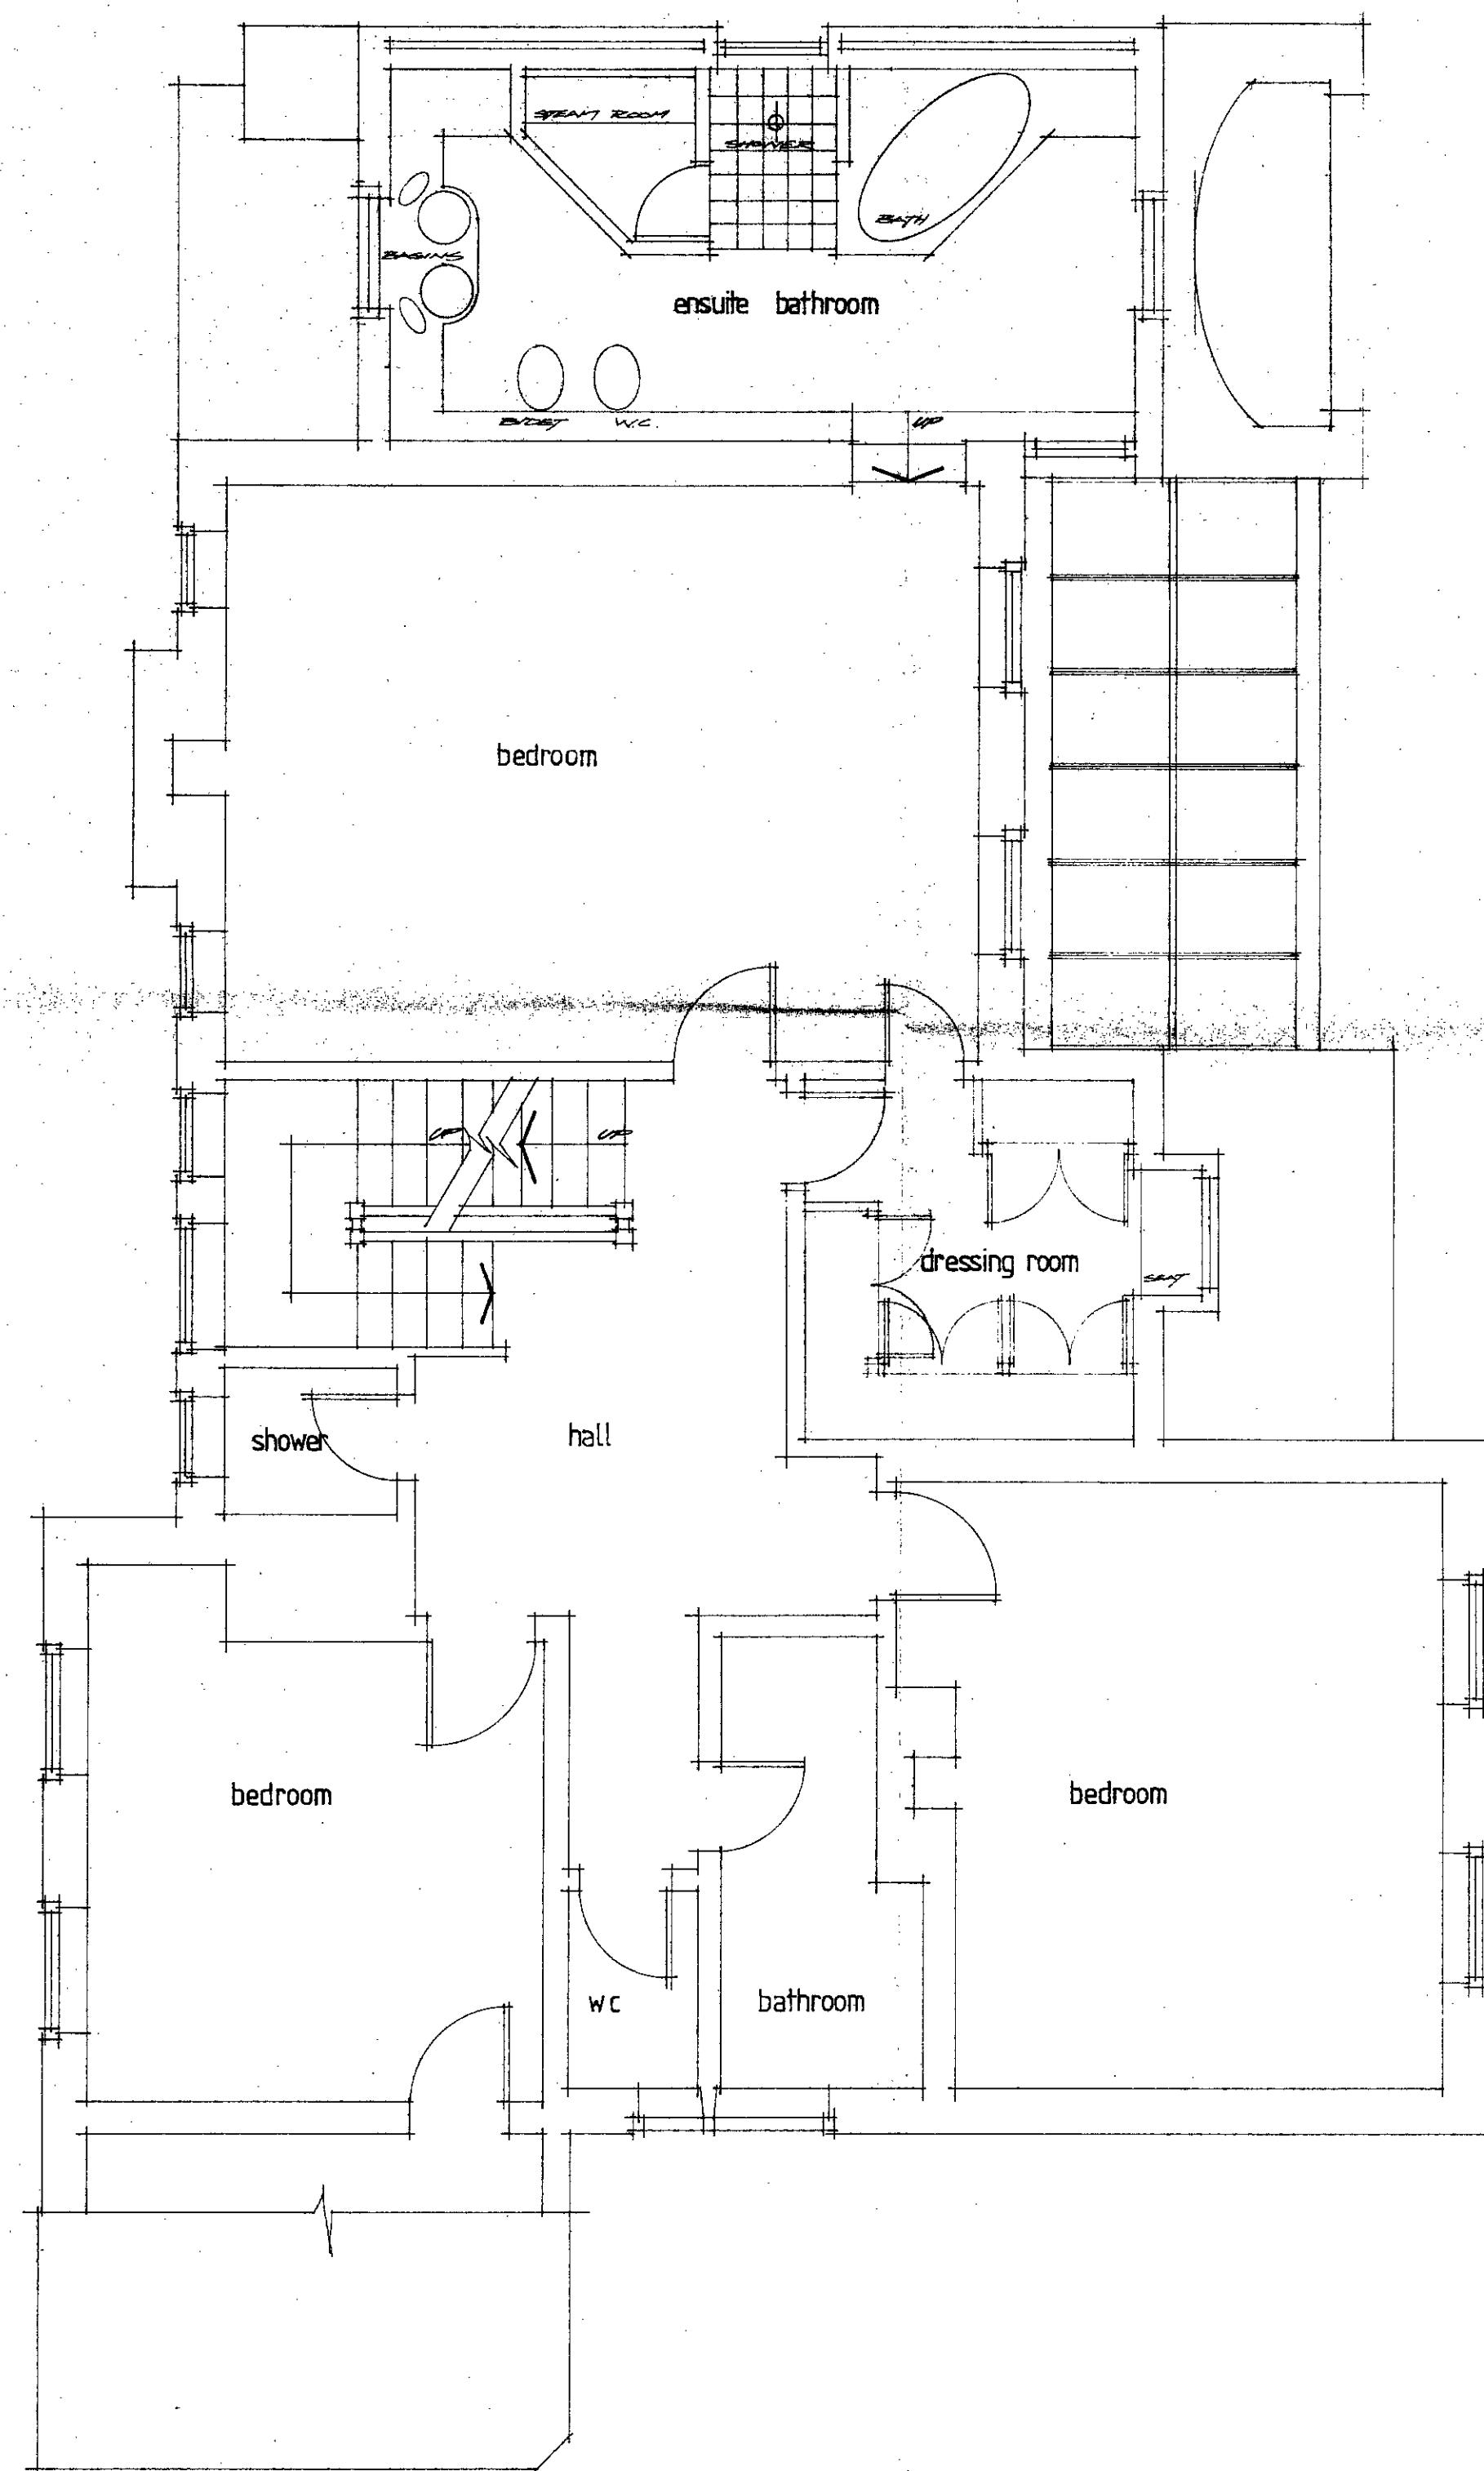 STEAM ROOM
SHOWER
BATH
BASINS
ensuite bathroom
BIDET
W.C.
UP
bedroom
UP
UP
dressing room
SEAT
shower
hall
bedroom
bedroom
wc
bathroom